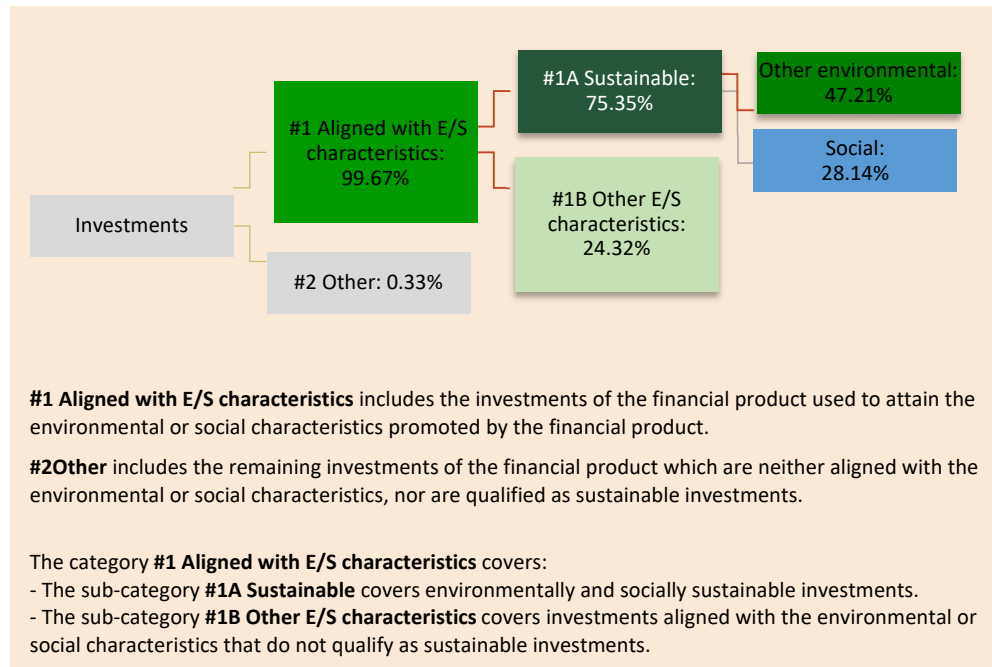 Investments
#1 Aligned with E/S
characteristics:
99.67%
#2 Other: 0.33%
#1A Sustainable:
75.35%
#1B Other E/S
characteristics:
24.32%
Other environmental:
47.21%
Social:
28.14%
#1 Aligned with E/S characteristics includes the investments of the financial product used to attain the
environmental or social characteristics promoted by the financial product.
#2Other includes the remaining investments of the financial product which are neither aligned with the
environmental or social characteristics, nor are qualified as sustainable investments.
The category #1 Aligned with E/S characteristics covers:
- The sub-category #1A Sustainable covers environmentally and socially sustainable investments.
- The sub-category #1B Other E/S characteristics covers investments aligned with the environmental or
social characteristics that do not qualify as sustainable investments.